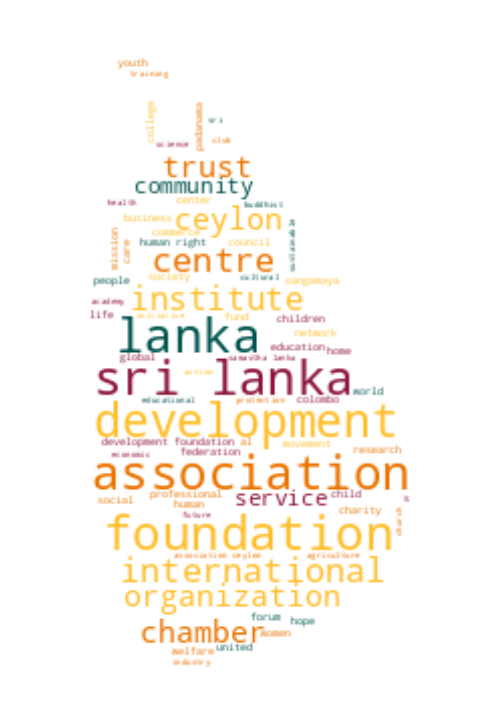 youth
training
college
padanama
sri
science
club
trust
community
health
center
buddhist
business
ceylon
commerce
human right
council
mission
care
centre
people
society
cultural
sangamaya
institute
academy
life
fund
children
lanka
network
education
home
global
samastha lanka
sri lanka
action
world
educational
protection
colombo
development
development foundation
al
movement
economic
federation
research
association
social
professional
service
child
s
human
charity
future
foundation
association ceylon
agriculture
international
organization
forum
hope
chamber
women
welfare
united
industry